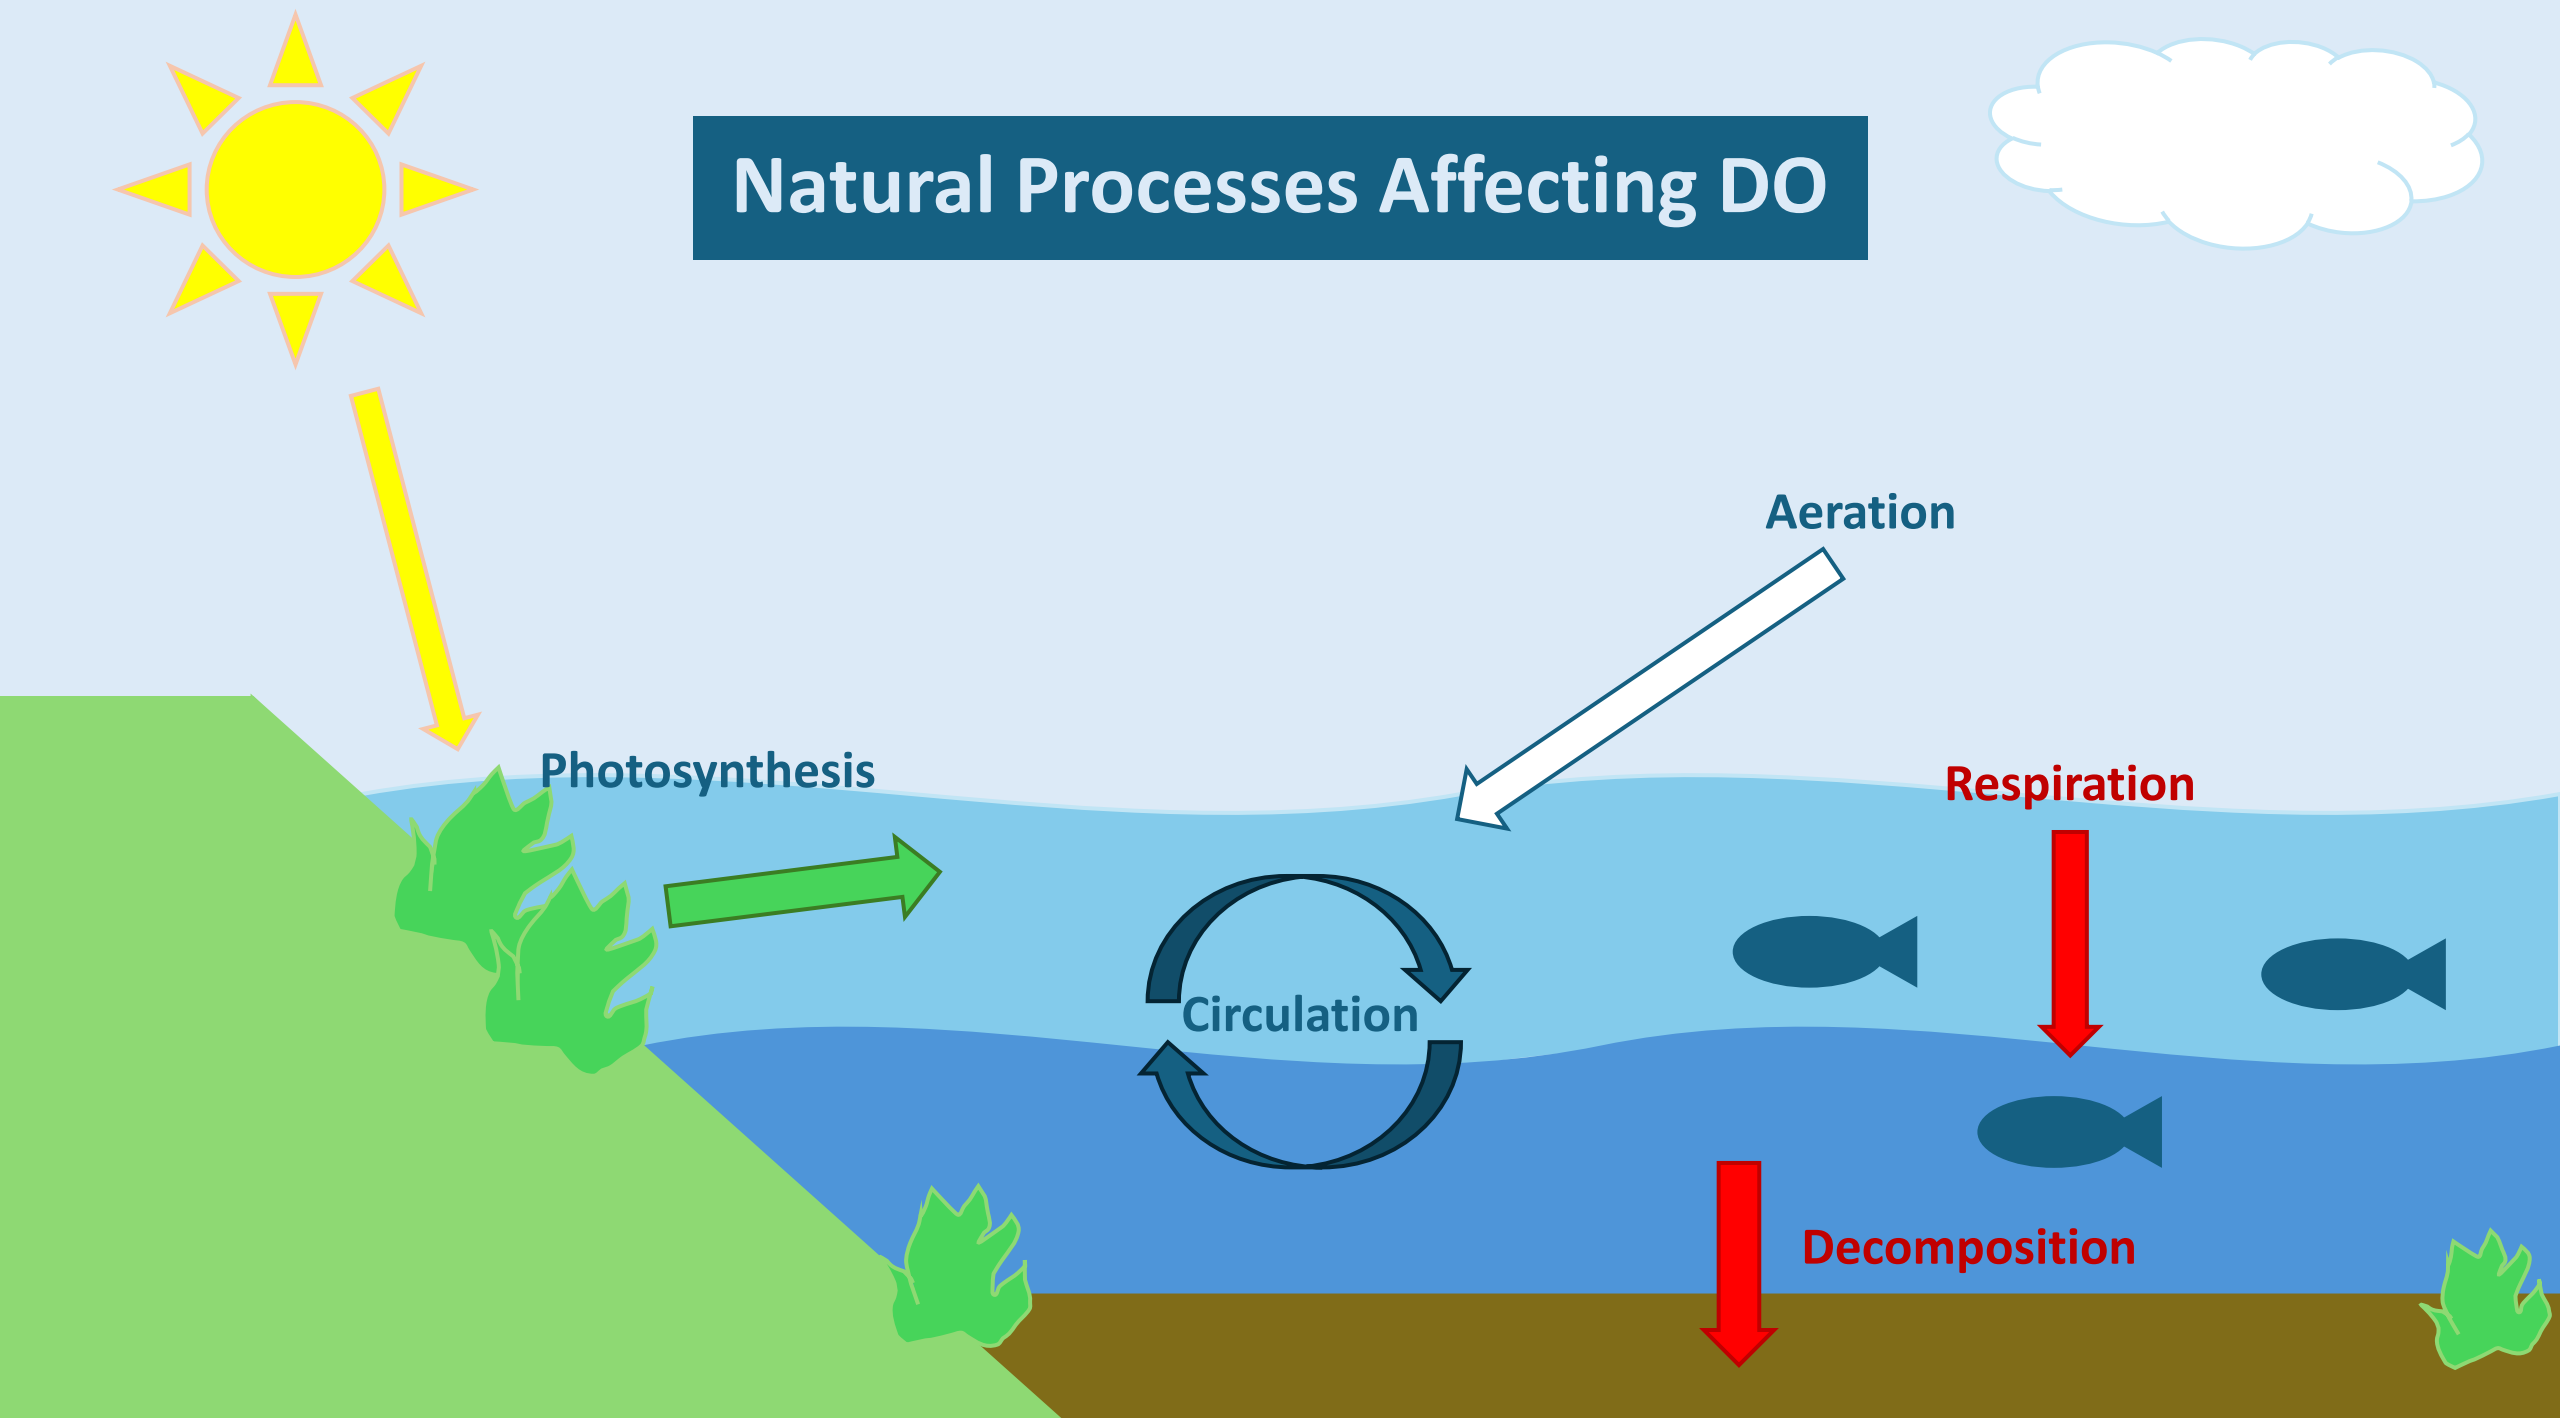 Natural Processes Affecting DO
Aeration
Photosynthesis
Respiration
Circulation
Decomposition